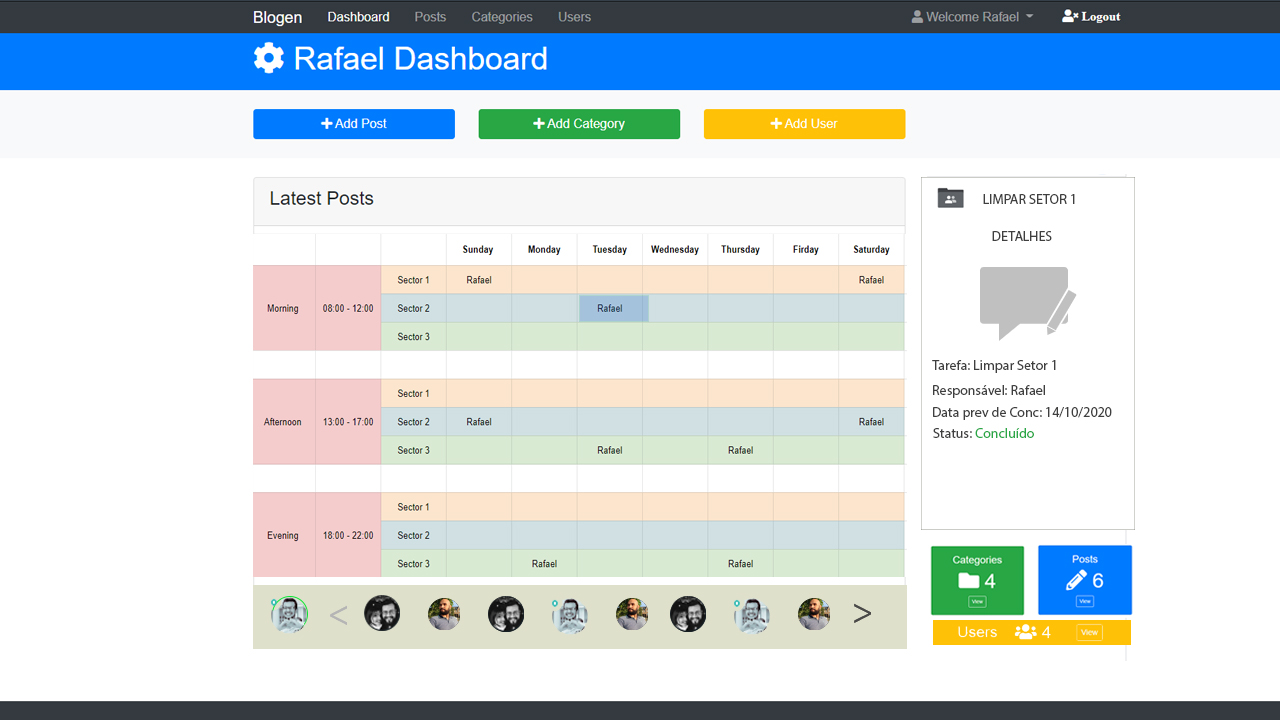 Blogen Dashboard Posts Categories Users Welcome Rafael Logout
Rafael Dashboard
Add Post Add Category Add User
Latest Posts
Sunday Monday Tuesday Wednesday Thursday Firday Saturday
Morning 08:00 - 12:00
Sector 1 Rafael Rafael
Sector 2 Rafael
Sector 3
Afternoon 13:00 - 17:00
Sector 1
Sector 2 Rafael Rafael
Sector 3 Rafael Rafael
Evening 18:00 - 22:00
Sector 1
Sector 2
Sector 3 Rafael Rafael
< >
LIMPAR SETOR 1
DETALHES
Tarefa: Limpar Setor 1
Responsável: Rafael
Data prev de Conc: 14/10/2020
Status: Concluído
Categories
4
View
Posts
6
View
Users 4 View